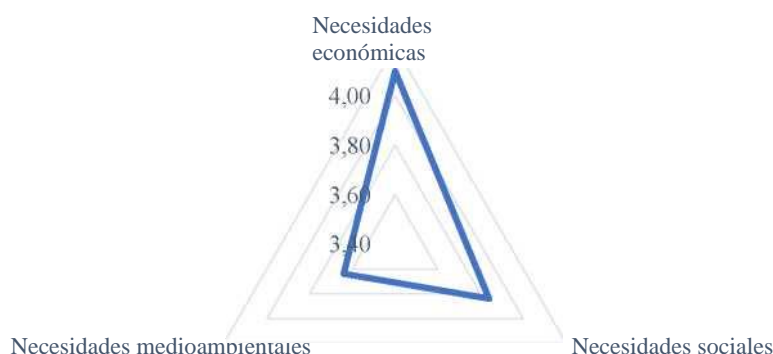 Necesidades
económicas
4,00
3,80
3,60
3,40
Necesidades medioambientales
Necesidades sociales